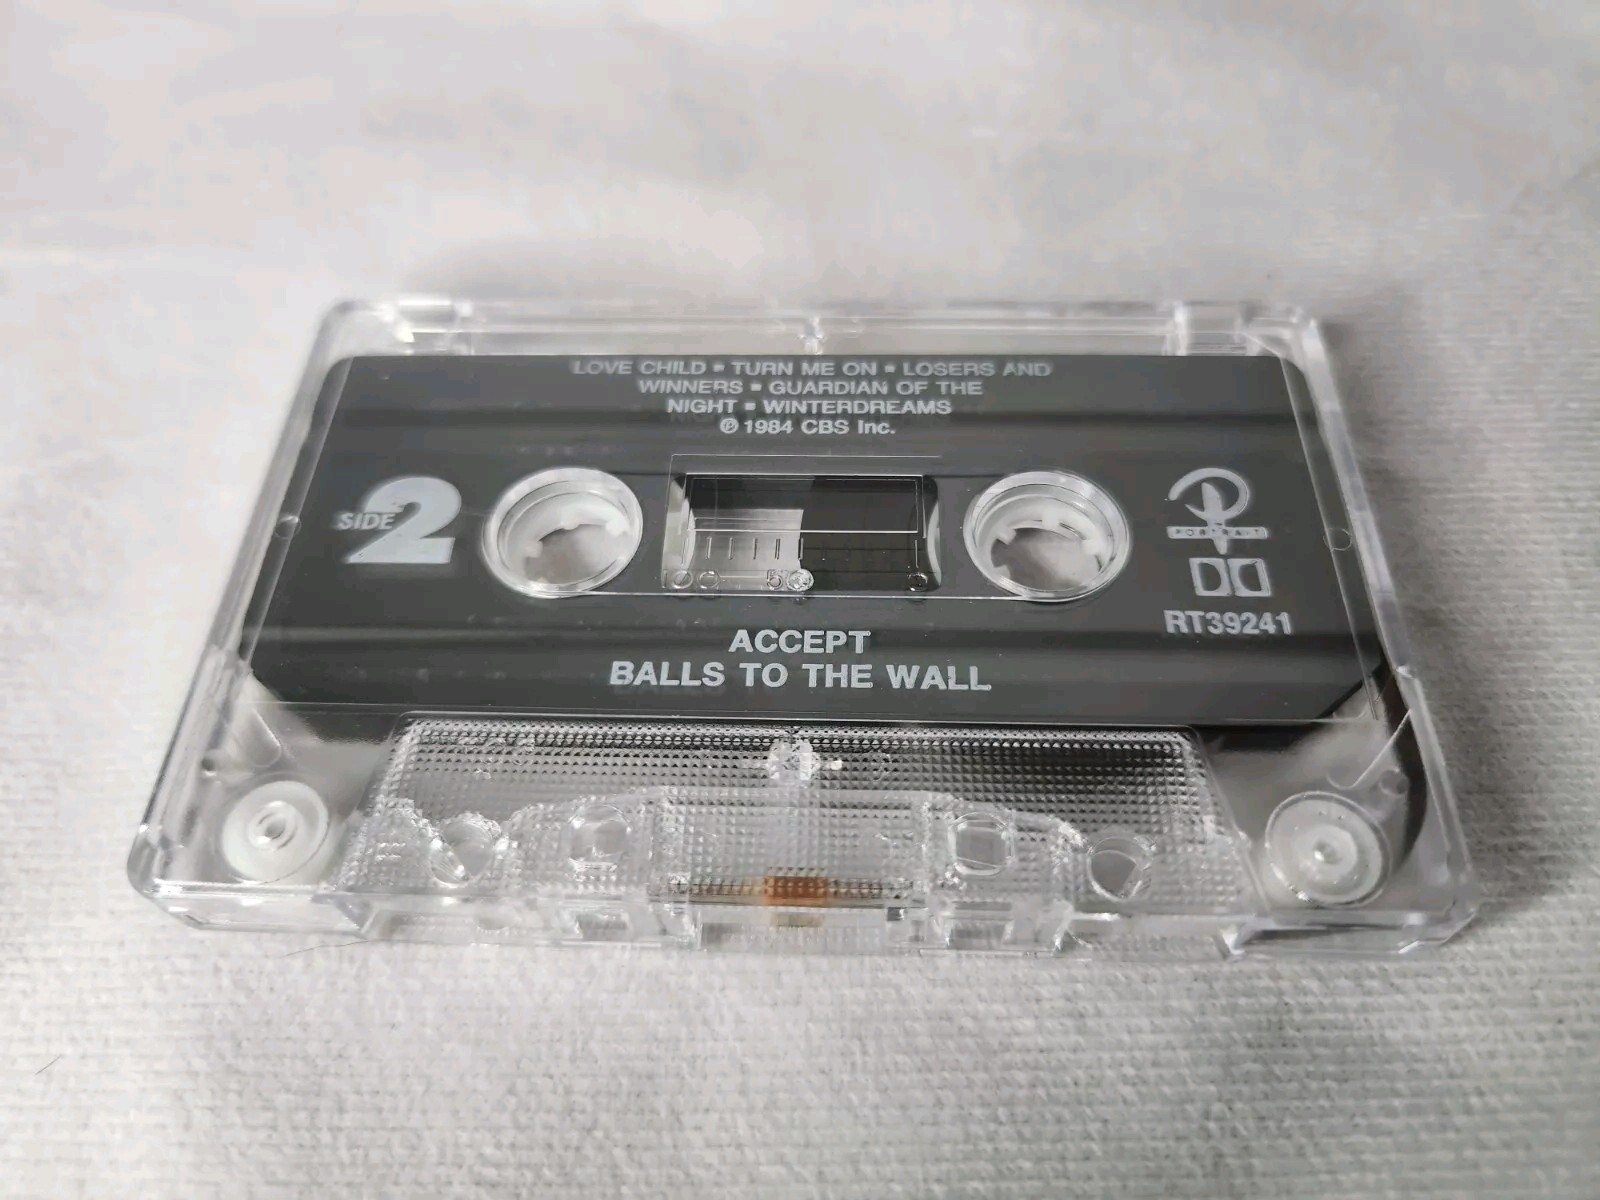 LOVE CHILD ▪ TURN ME ON ▪ LOSERS AND
WINNERS ▪ GUARDIAN OF THE
NIGHT ▪ WINTERDREAMS
℗ 1984 CBS Inc.
SIDE 2
PORTRAIT
RT39241
ACCEPT
BALLS TO THE WALL